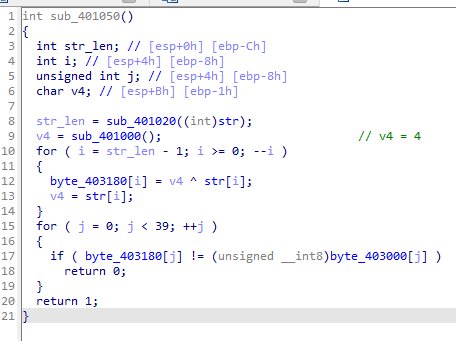 1 int sub_401050()
2 {
3 int str_len; // [esp+0h] [ebp-Ch]
4 int i; // [esp+4h] [ebp-8h]
5 unsigned int j; // [esp+4h] [ebp-8h]
6 char v4; // [esp+Bh] [ebp-1h]
7
8 str_len = sub_401020((int)str);
9 v4 = sub_401000(); // v4 = 4
10 for ( i = str_len - 1; i >= 0; --i )
11 {
12 byte_403180[i] = v4 ^ str[i];
13 v4 = str[i];
14 }
15 for ( j = 0; j < 39; ++j )
16 {
17 if ( byte_403180[j] != (unsigned __int8)byte_403000[j] )
18 return 0;
19 }
20 return 1;
21 }